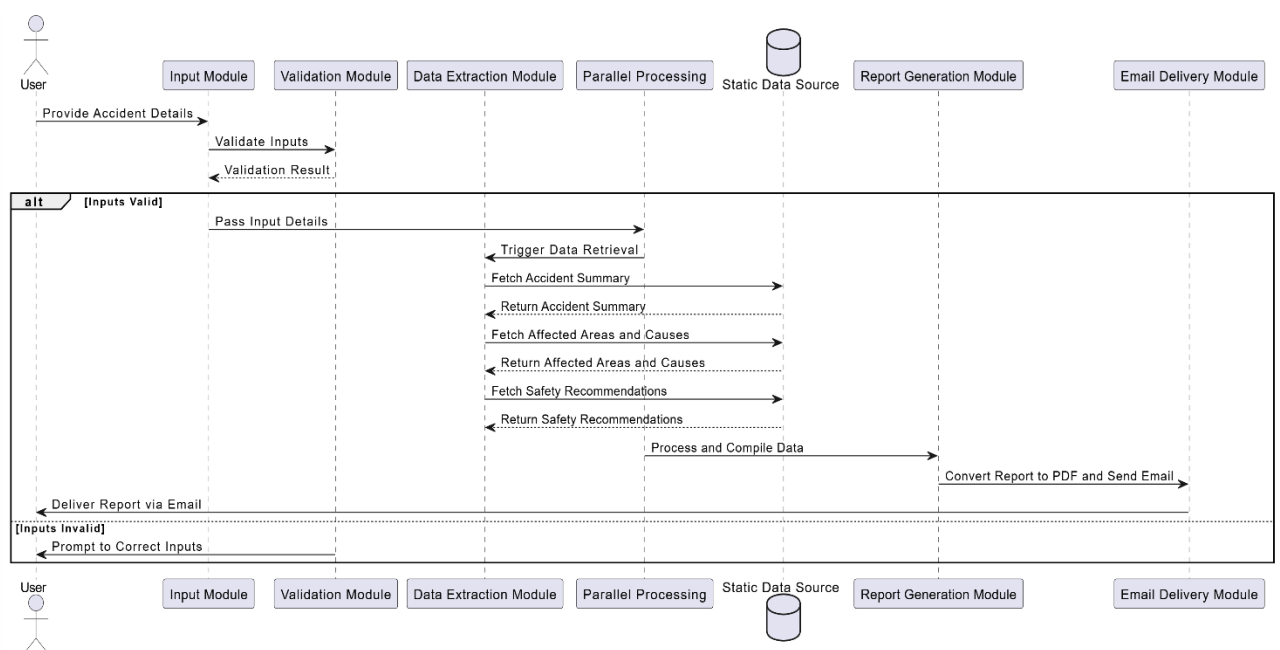 User
Input Module
Validation Module
Data Extraction Module
Parallel Processing
Static Data Source
Report Generation Module
Email Delivery Module
Provide Accident Details
Validate Inputs
Validation Result
alt
[Inputs Valid]
Pass Input Details
Trigger Data Retrieval
Fetch Accident Summary
Return Accident Summary
Fetch Affected Areas and Causes
Return Affected Areas and Causes
Fetch Safety Recommendations
Return Safety Recommendations
Process and Compile Data
Convert Report to PDF and Send Email
Deliver Report via Email
[Inputs Invalid]
Prompt to Correct Inputs
User
Input Module
Validation Module
Data Extraction Module
Parallel Processing
Static Data Source
Report Generation Module
Email Delivery Module